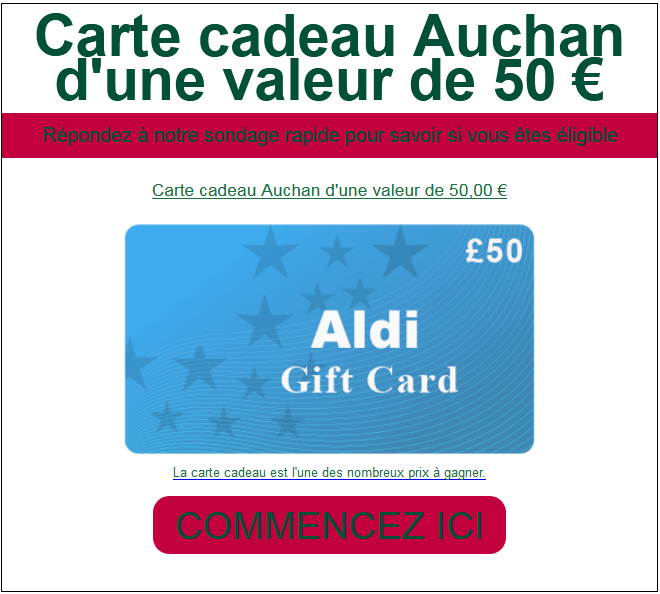 Carte cadeau Auchan
d'une valeur de 50 €
Répondez à notre sondage rapide pour savoir si vous êtes éligible
Carte cadeau Auchan d'une valeur de 50,00 €
£50
Aldi
Gift Card
La carte cadeau est l'une des nombreux prix à gagner.
COMMENCEZ ICI